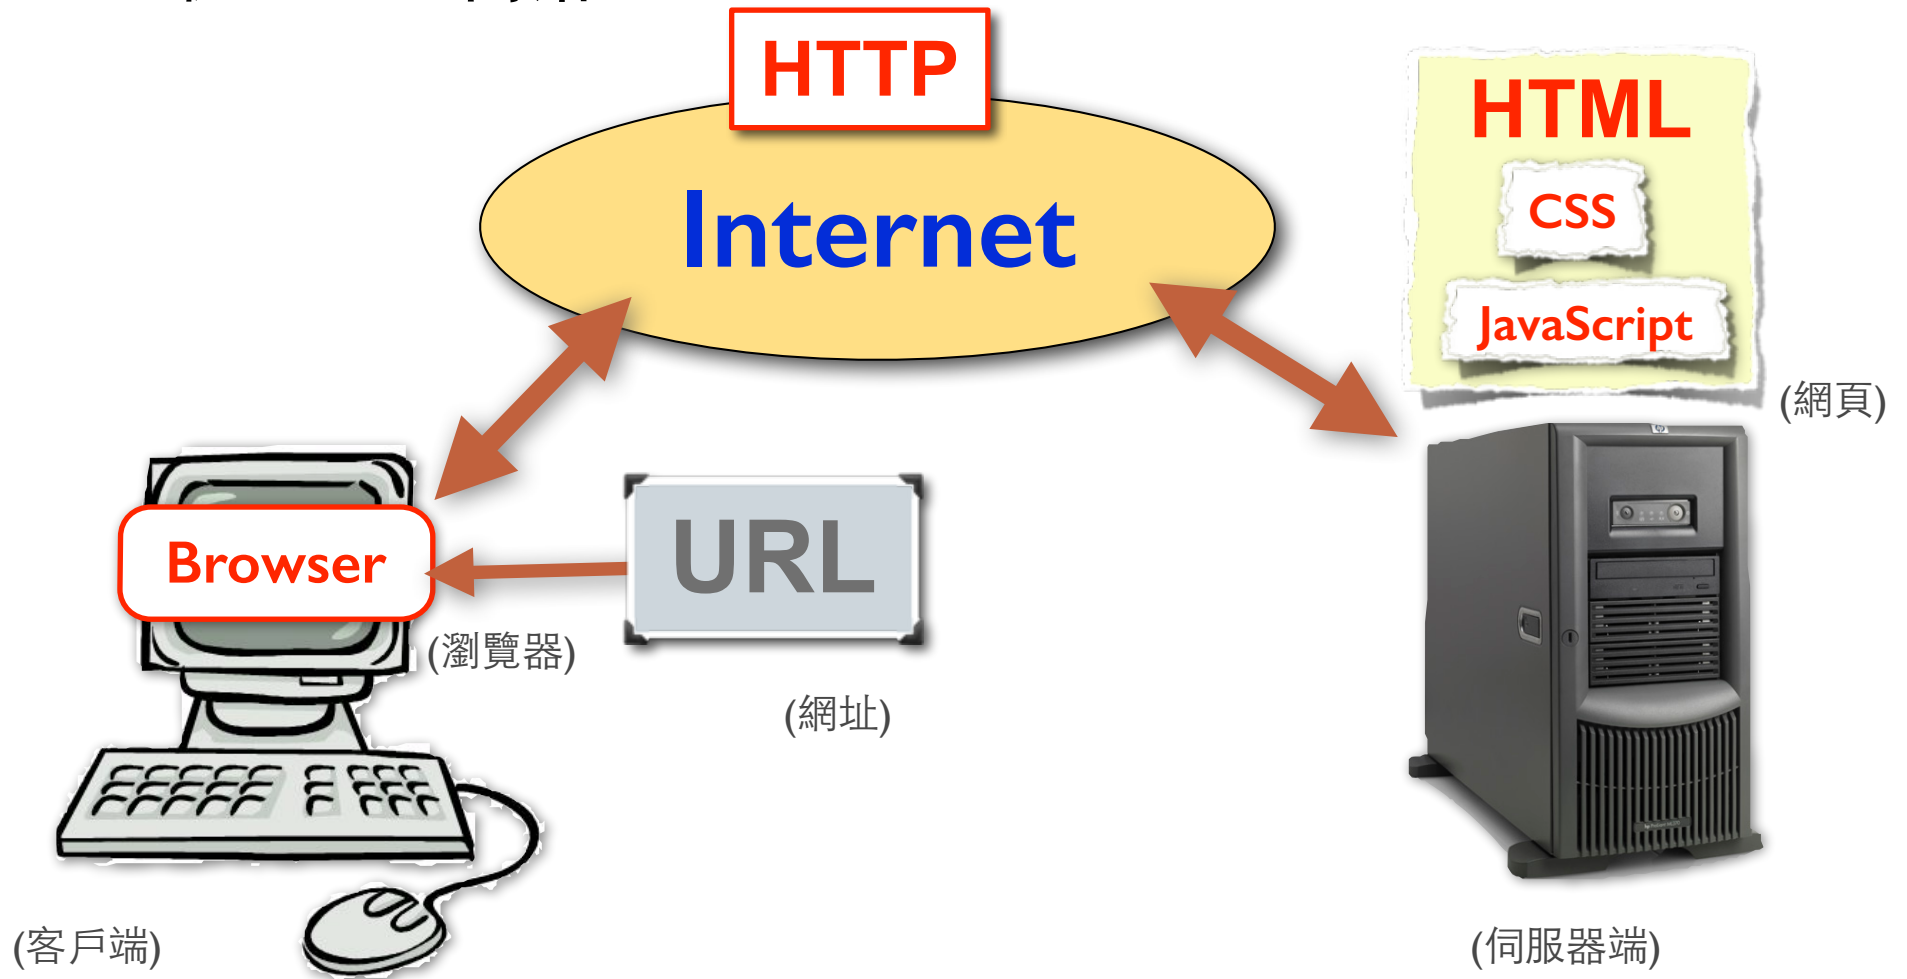 HTTP
Internet
HTML
CSS
JavaScript
(網頁)
Browser
(瀏覽器)
URL
(網址)
(客戶端)
(伺服器端)